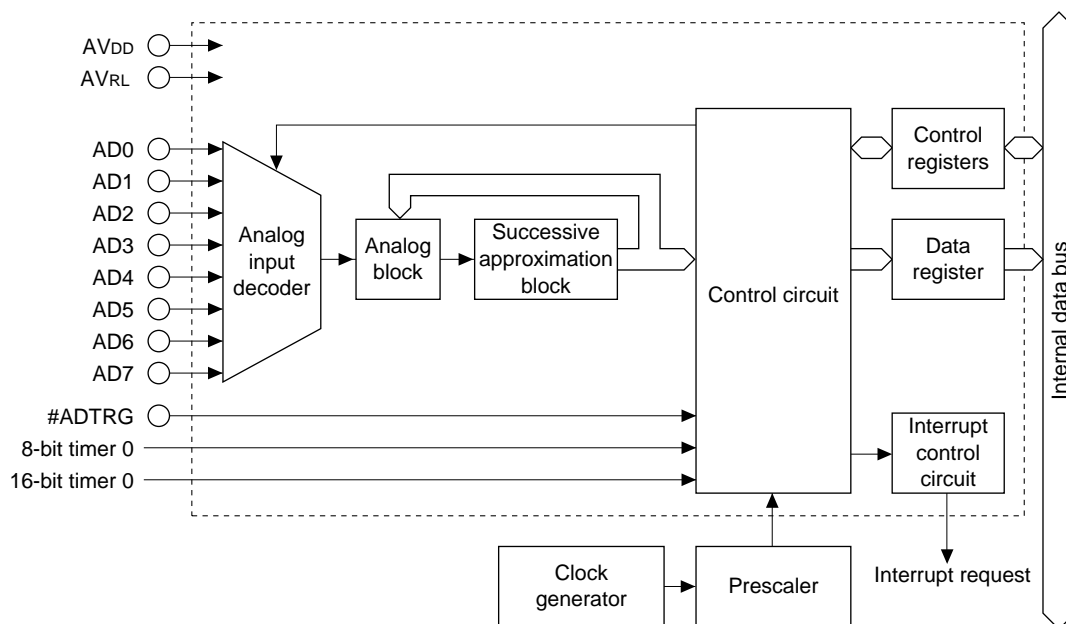 AVDD
AVRL
AD0
AD1
AD2
AD3
AD4
AD5
AD6
AD7
#ADTRG
8-bit timer 0
16-bit timer 0
Analog
input
decoder
Analog
block
Successive
approximation
block
Control circuit
Control
registers
Data
register
Interrupt
control
circuit
Internal data bus
Clock
generator
Prescaler
Interrupt request